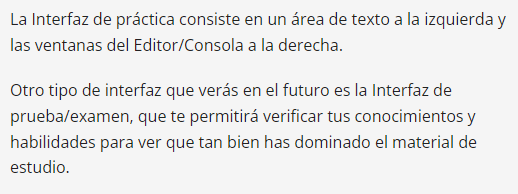 La Interfaz de práctica consiste en un área de texto a la izquierda y
las ventanas del Editor/Consola a la derecha.
Otro tipo de interfaz que verás en el futuro es la Interfaz de
prueba/examen, que te permitirá verificar tus conocimientos y
habilidades para ver que tan bien has dominado el material de
estudio.